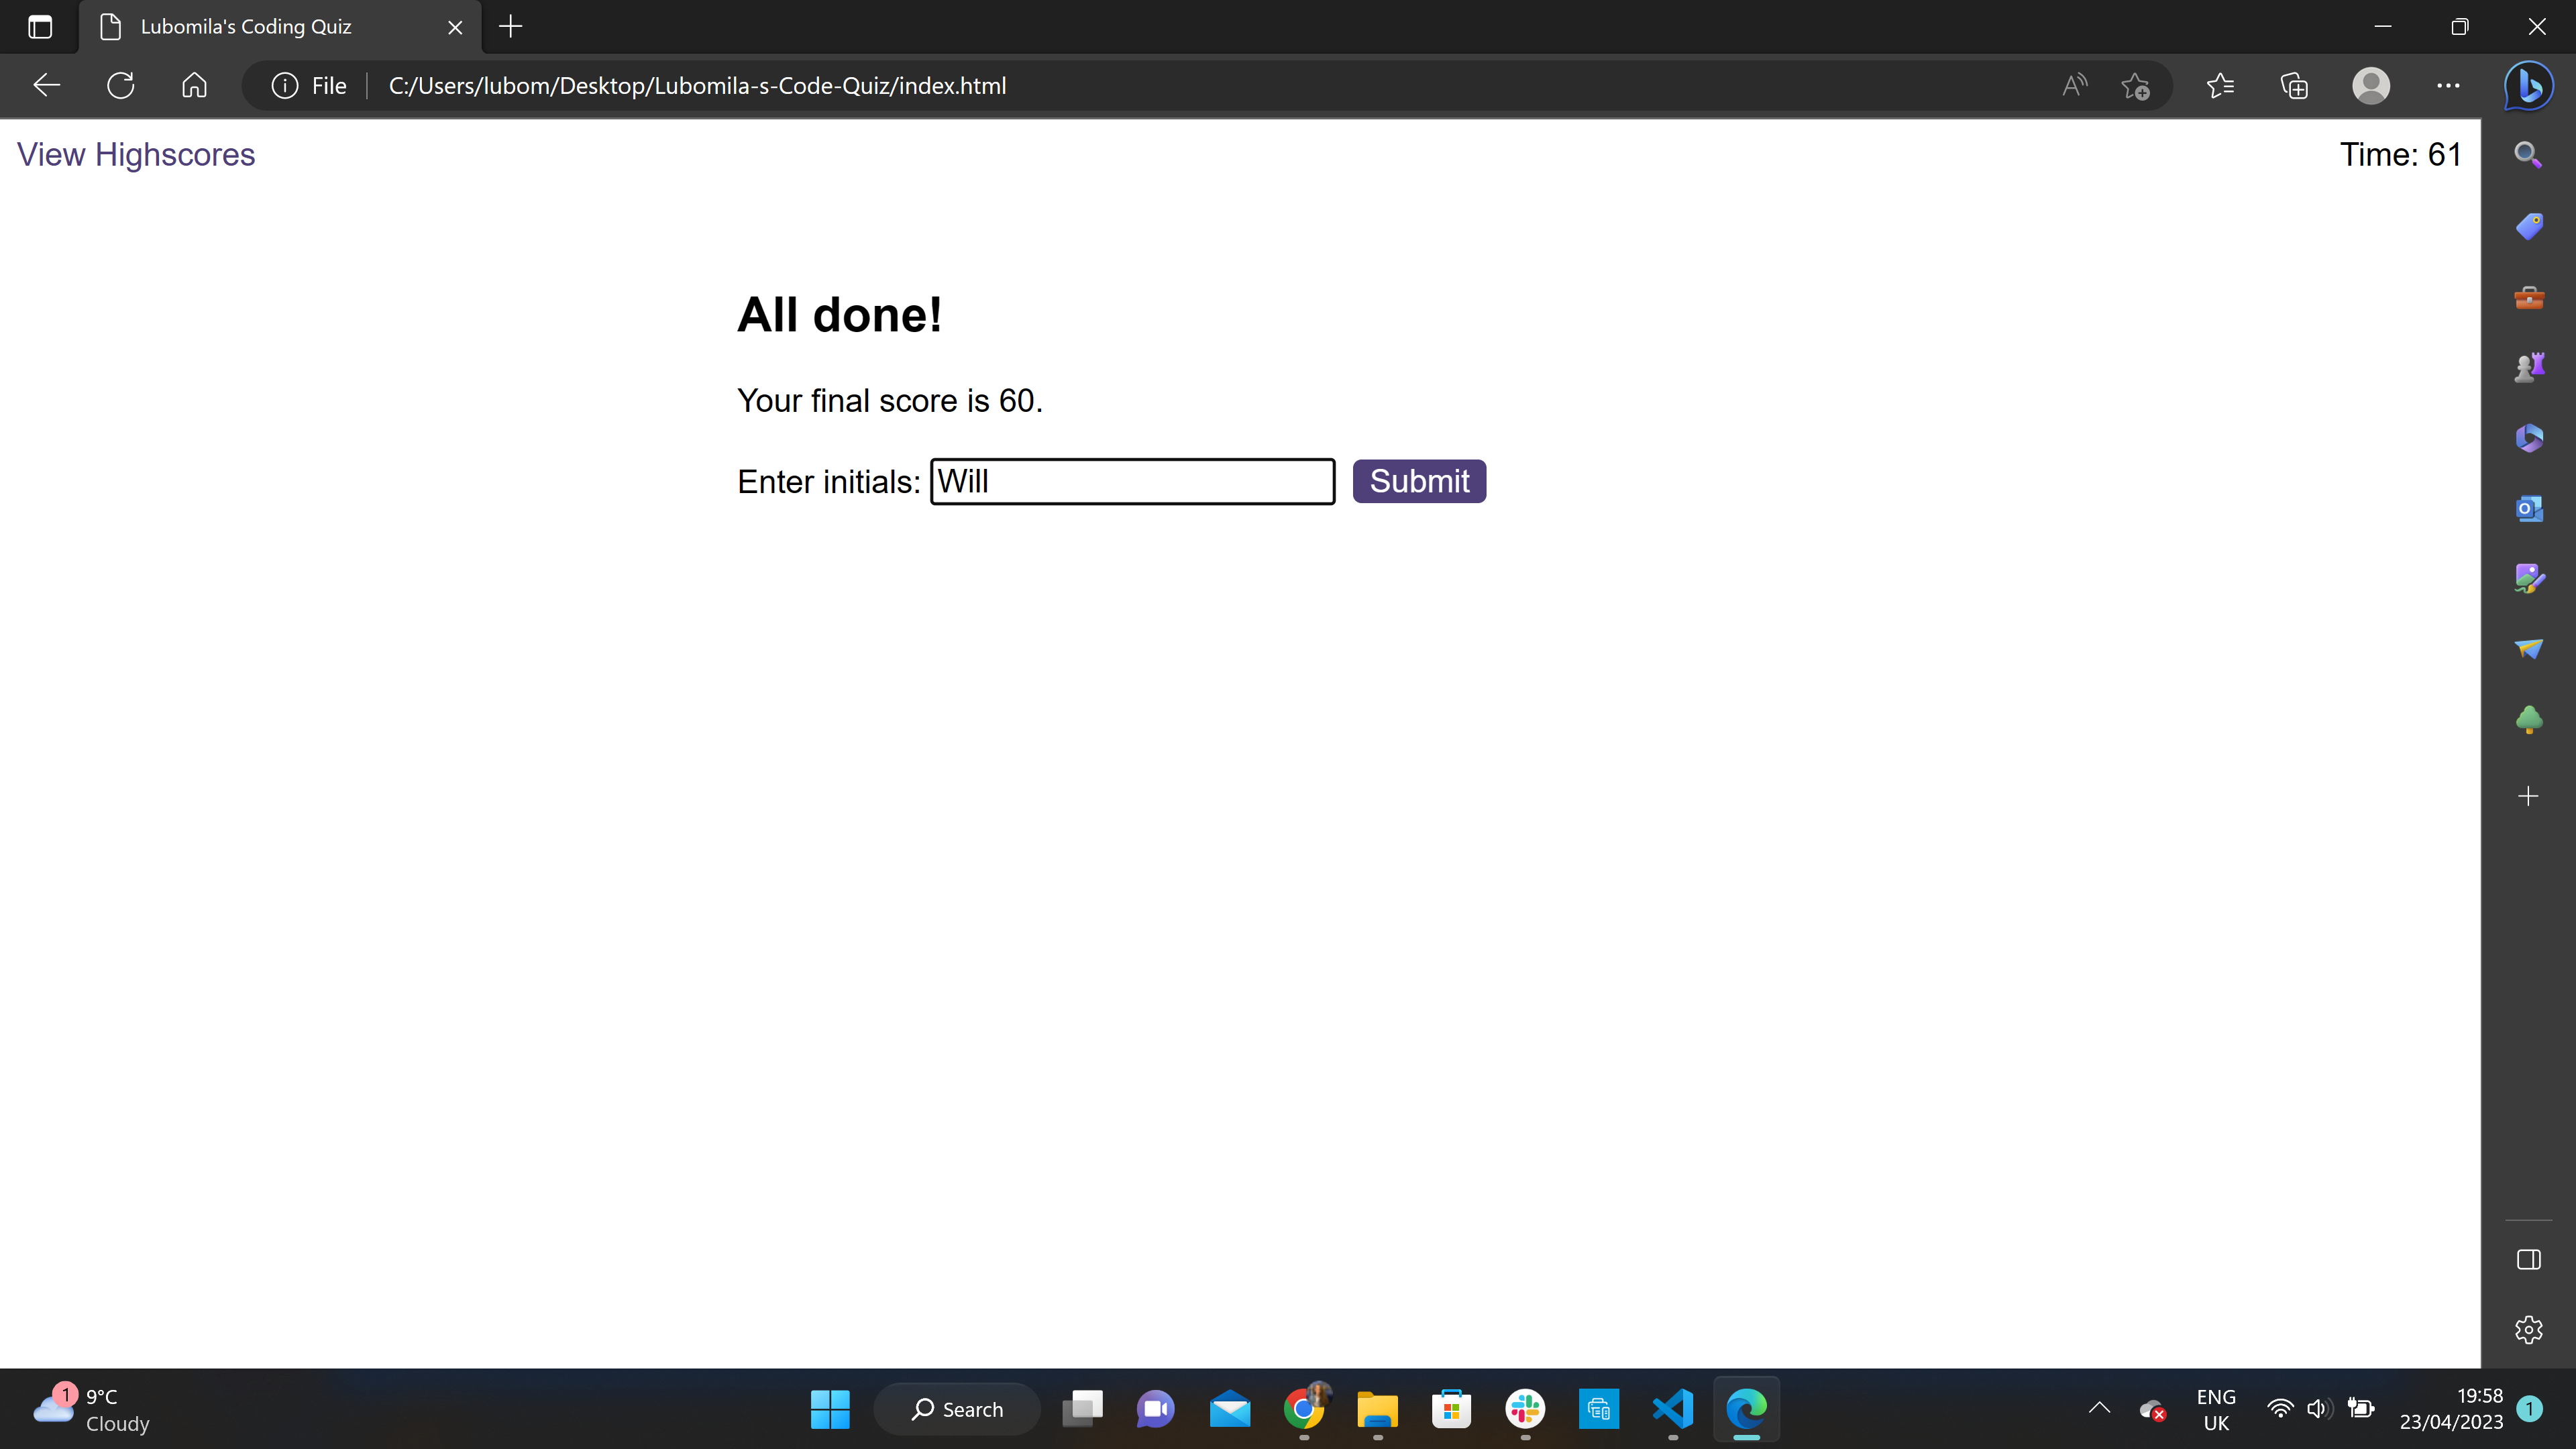 Lubomila's Coding Quiz
File
C:/Users/lubom/Desktop/Lubomila-s-Code-Quiz/index.html
View Highscores
Time: 61
All done!
Your final score is 60.
Enter initials: Will Submit
1
9°C
Cloudy
Search
ENG
UK
19:58
23/04/2023
1